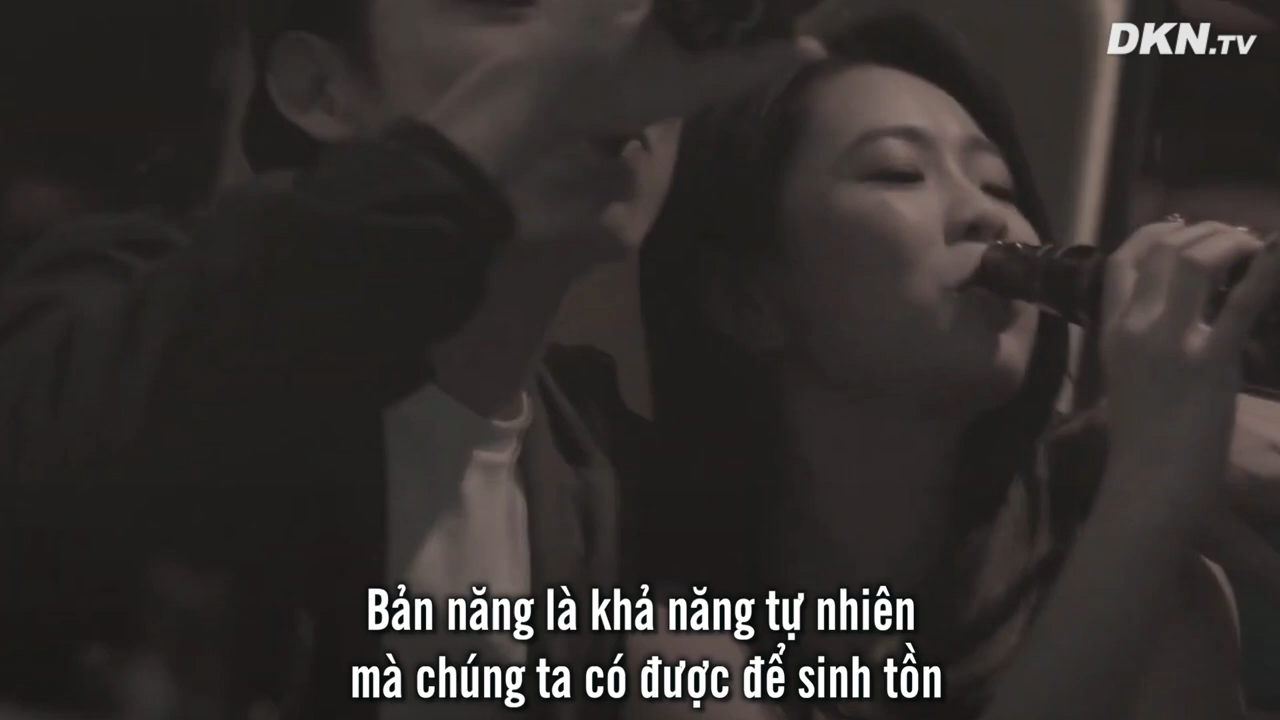 DKN.TV
Bản năng là khả năng tự nhiên
mà chúng ta có được để sinh tồn